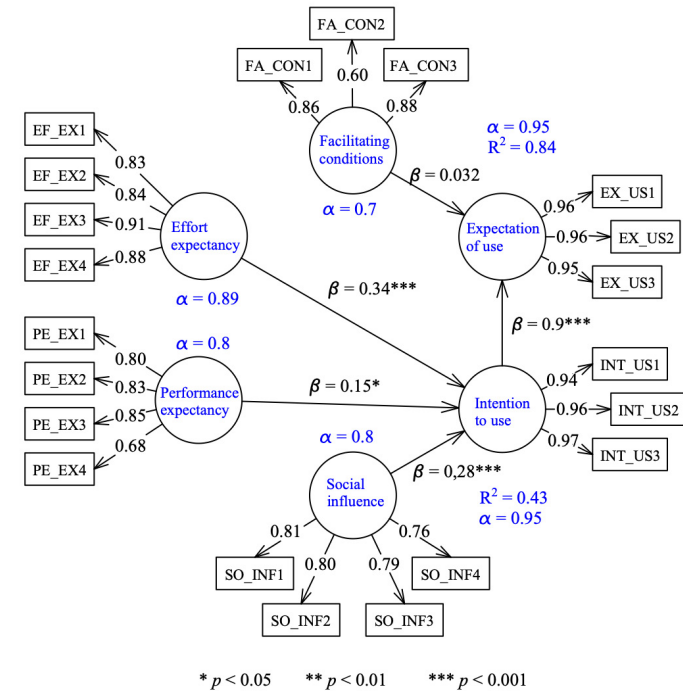 FA_CON2
FA_CON1
FA_CON3
0.60
0.86
0.88
Facilitating
conditions
α = 0.7
α = 0.95
R² = 0.84
β = 0.032
EF_EX1
EF_EX2
EF_EX3
EF_EX4
0.83
0.84
0.91
0.88
Effort
expectancy
α = 0.89
Expectation
of use
0.96
0.96
0.95
EX_US1
EX_US2
EX_US3
β = 0.34***
β = 0.9***
PE_EX1
PE_EX2
PE_EX3
PE_EX4
0.80
0.83
0.85
0.68
α = 0.8
Performance
expectancy
β = 0.15*
Intention
to use
0.94
0.96
0.97
INT_US1
INT_US2
INT_US3
α = 0.8
Social
influence
β = 0,28***
R² = 0.43
α = 0.95
0.81
0.80
0.79
0.76
SO_INF1
SO_INF4
SO_INF2
SO_INF3
* p < 0.05 ** p < 0.01 *** p < 0.001